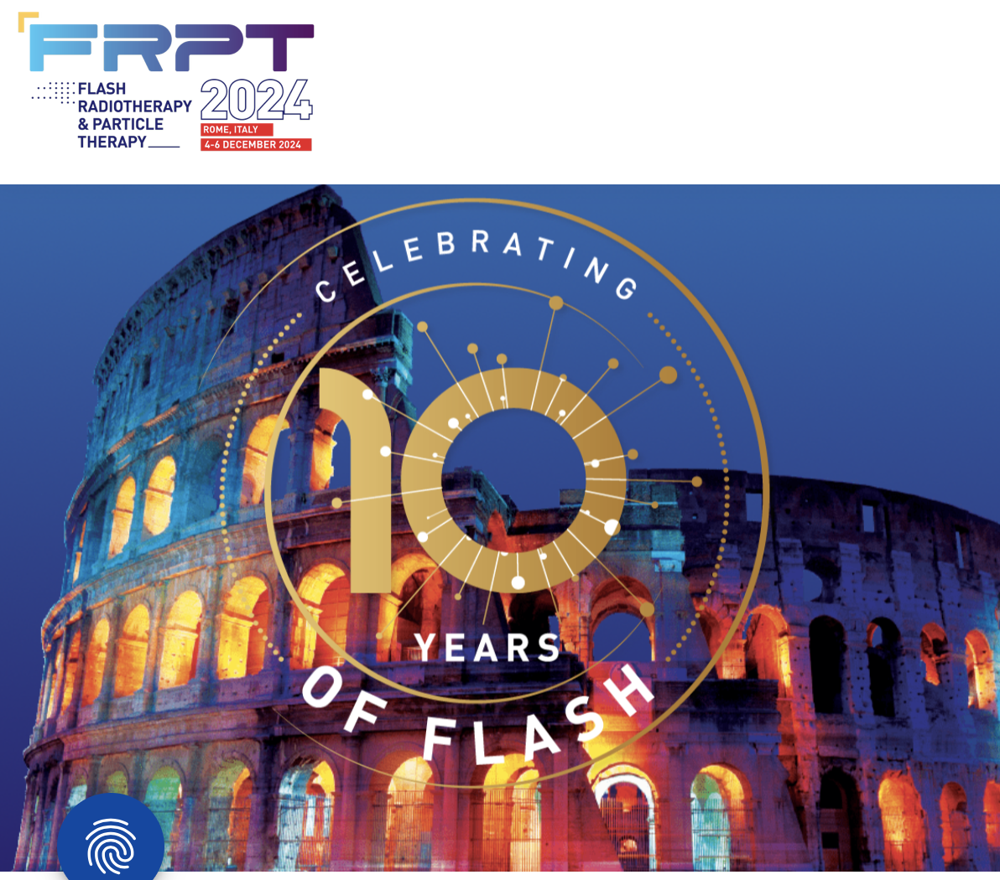 FRPT
FLASH
RADIOTHERAPY
& PARTICLE
THERAPY
2024
ROME, ITALY
4-6 DECEMBER 2024
CELEBRATING
10
YEARS
OF FLASH